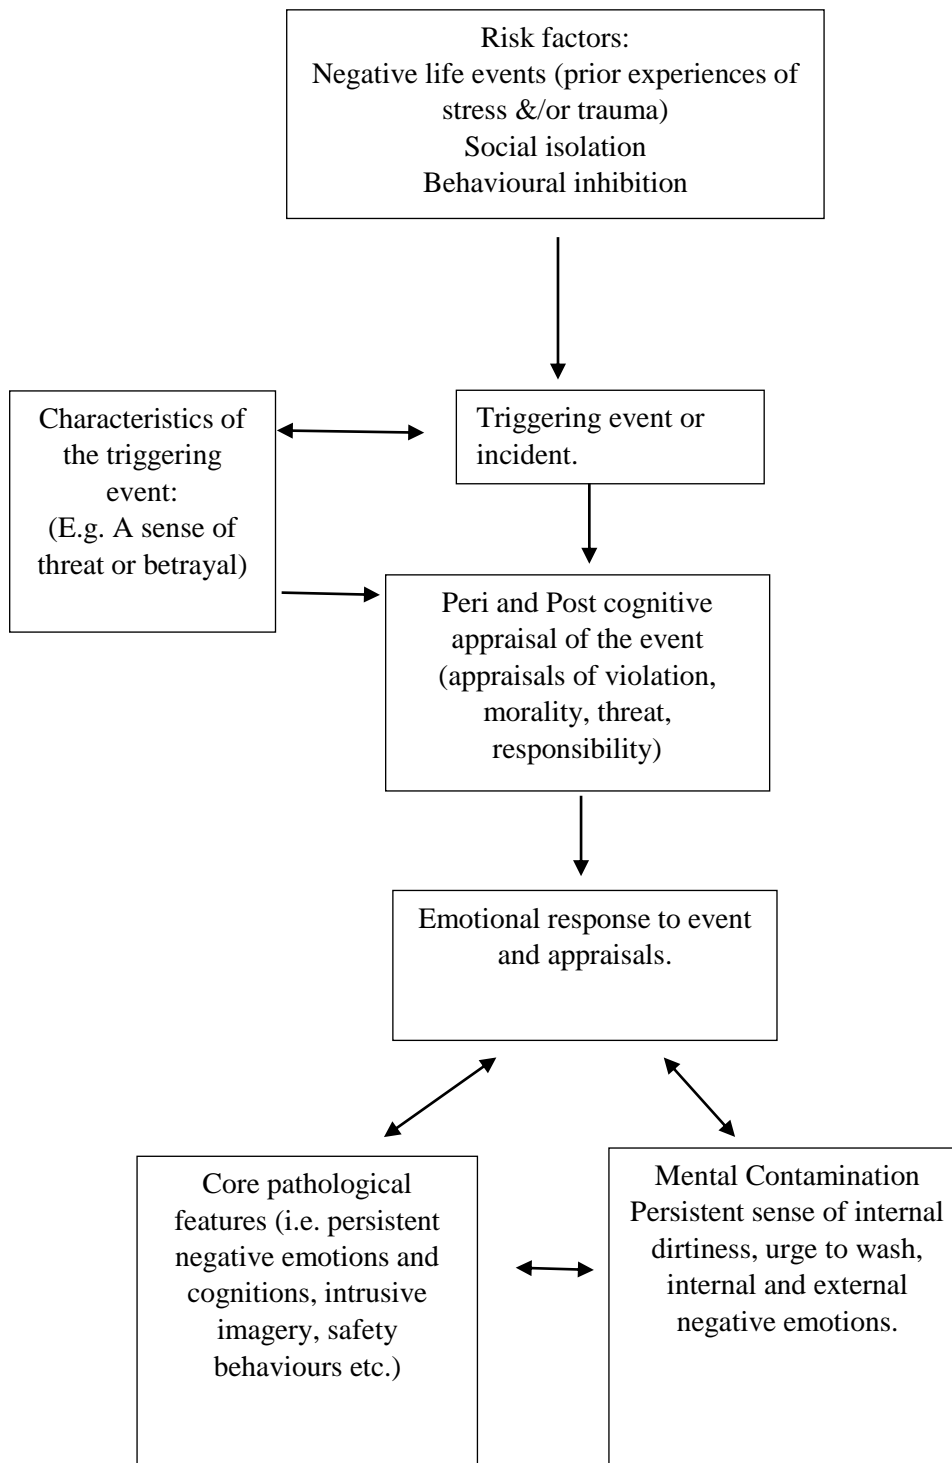 Risk factors:
Negative life events (prior experiences of
stress &/or trauma)
Social isolation
Behavioural inhibition
Characteristics of
the triggering
event:
(E.g. A sense of
threat or betrayal)
Triggering event or
incident.
Peri and Post cognitive
appraisal of the event
(appraisals of violation,
morality, threat,
responsibility)
Emotional response to event
and appraisals.
Core pathological
features (i.e. persistent
negative emotions and
cognitions, intrusive
imagery, safety
behaviours etc.)
Mental Contamination
Persistent sense of internal
dirtiness, urge to wash,
internal and external
negative emotions.